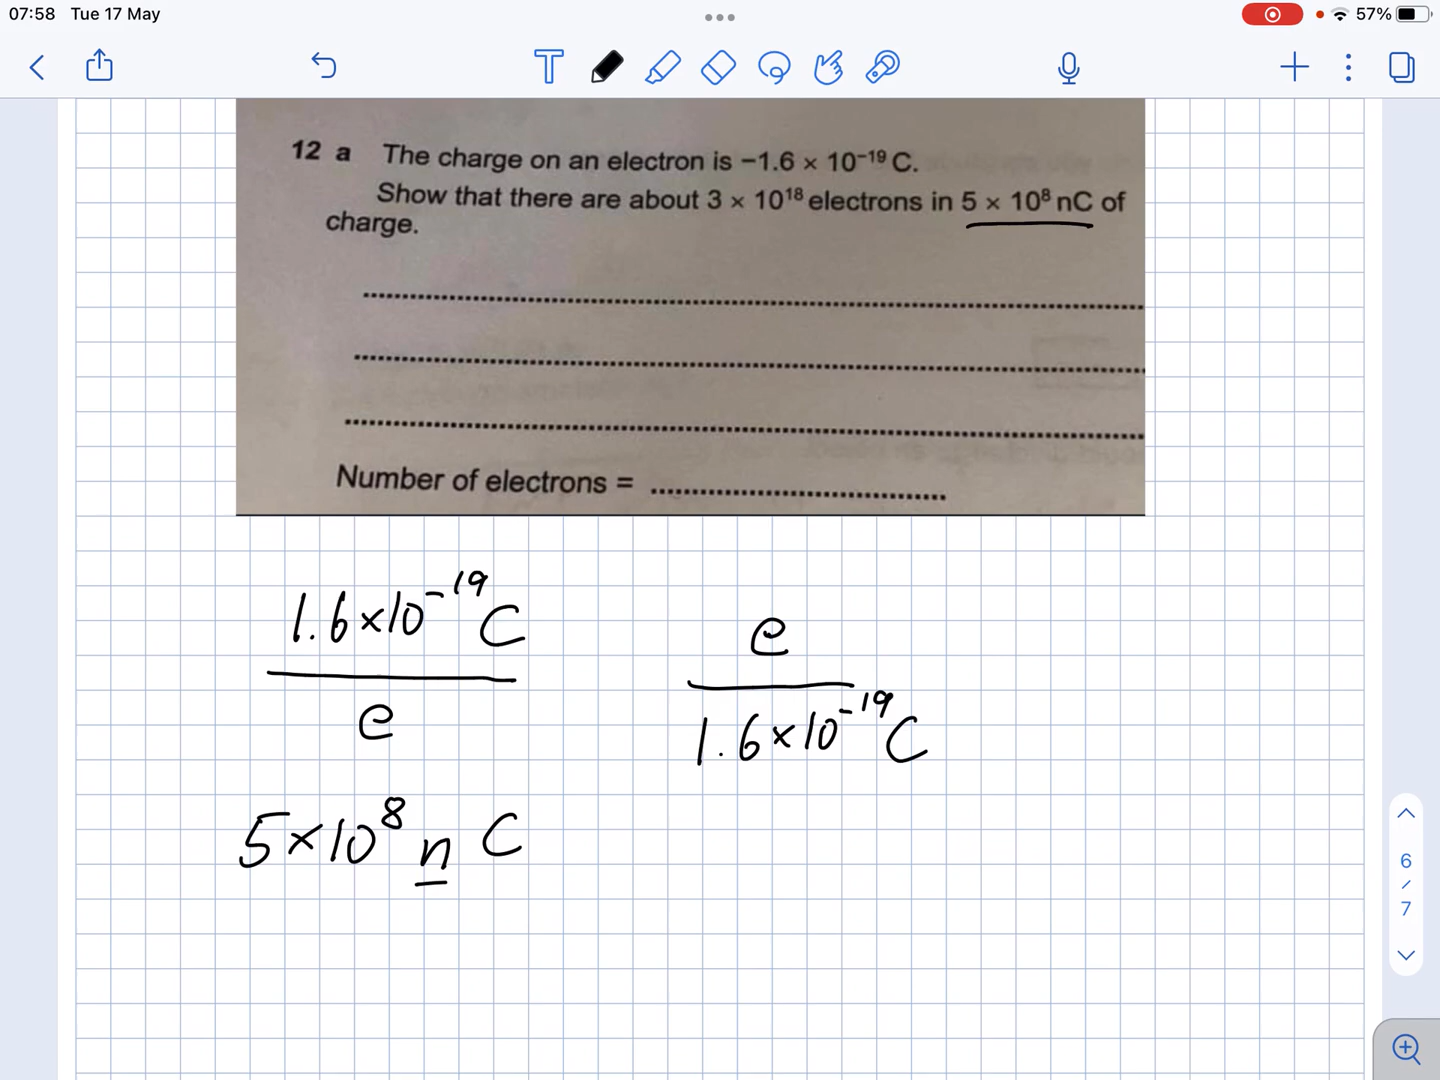 07:58 Tue 17 May
57%
T
12 a The charge on an electron is −1.6 × 10⁻¹⁹ C.
Show that there are about 3 × 10¹⁸ electrons in 5 × 10⁸ nC of
charge.
Number of electrons =
1.6×10⁻¹⁹ C
e
e
1.6×10⁻¹⁹ C
5×10⁸ n C
6
/
7